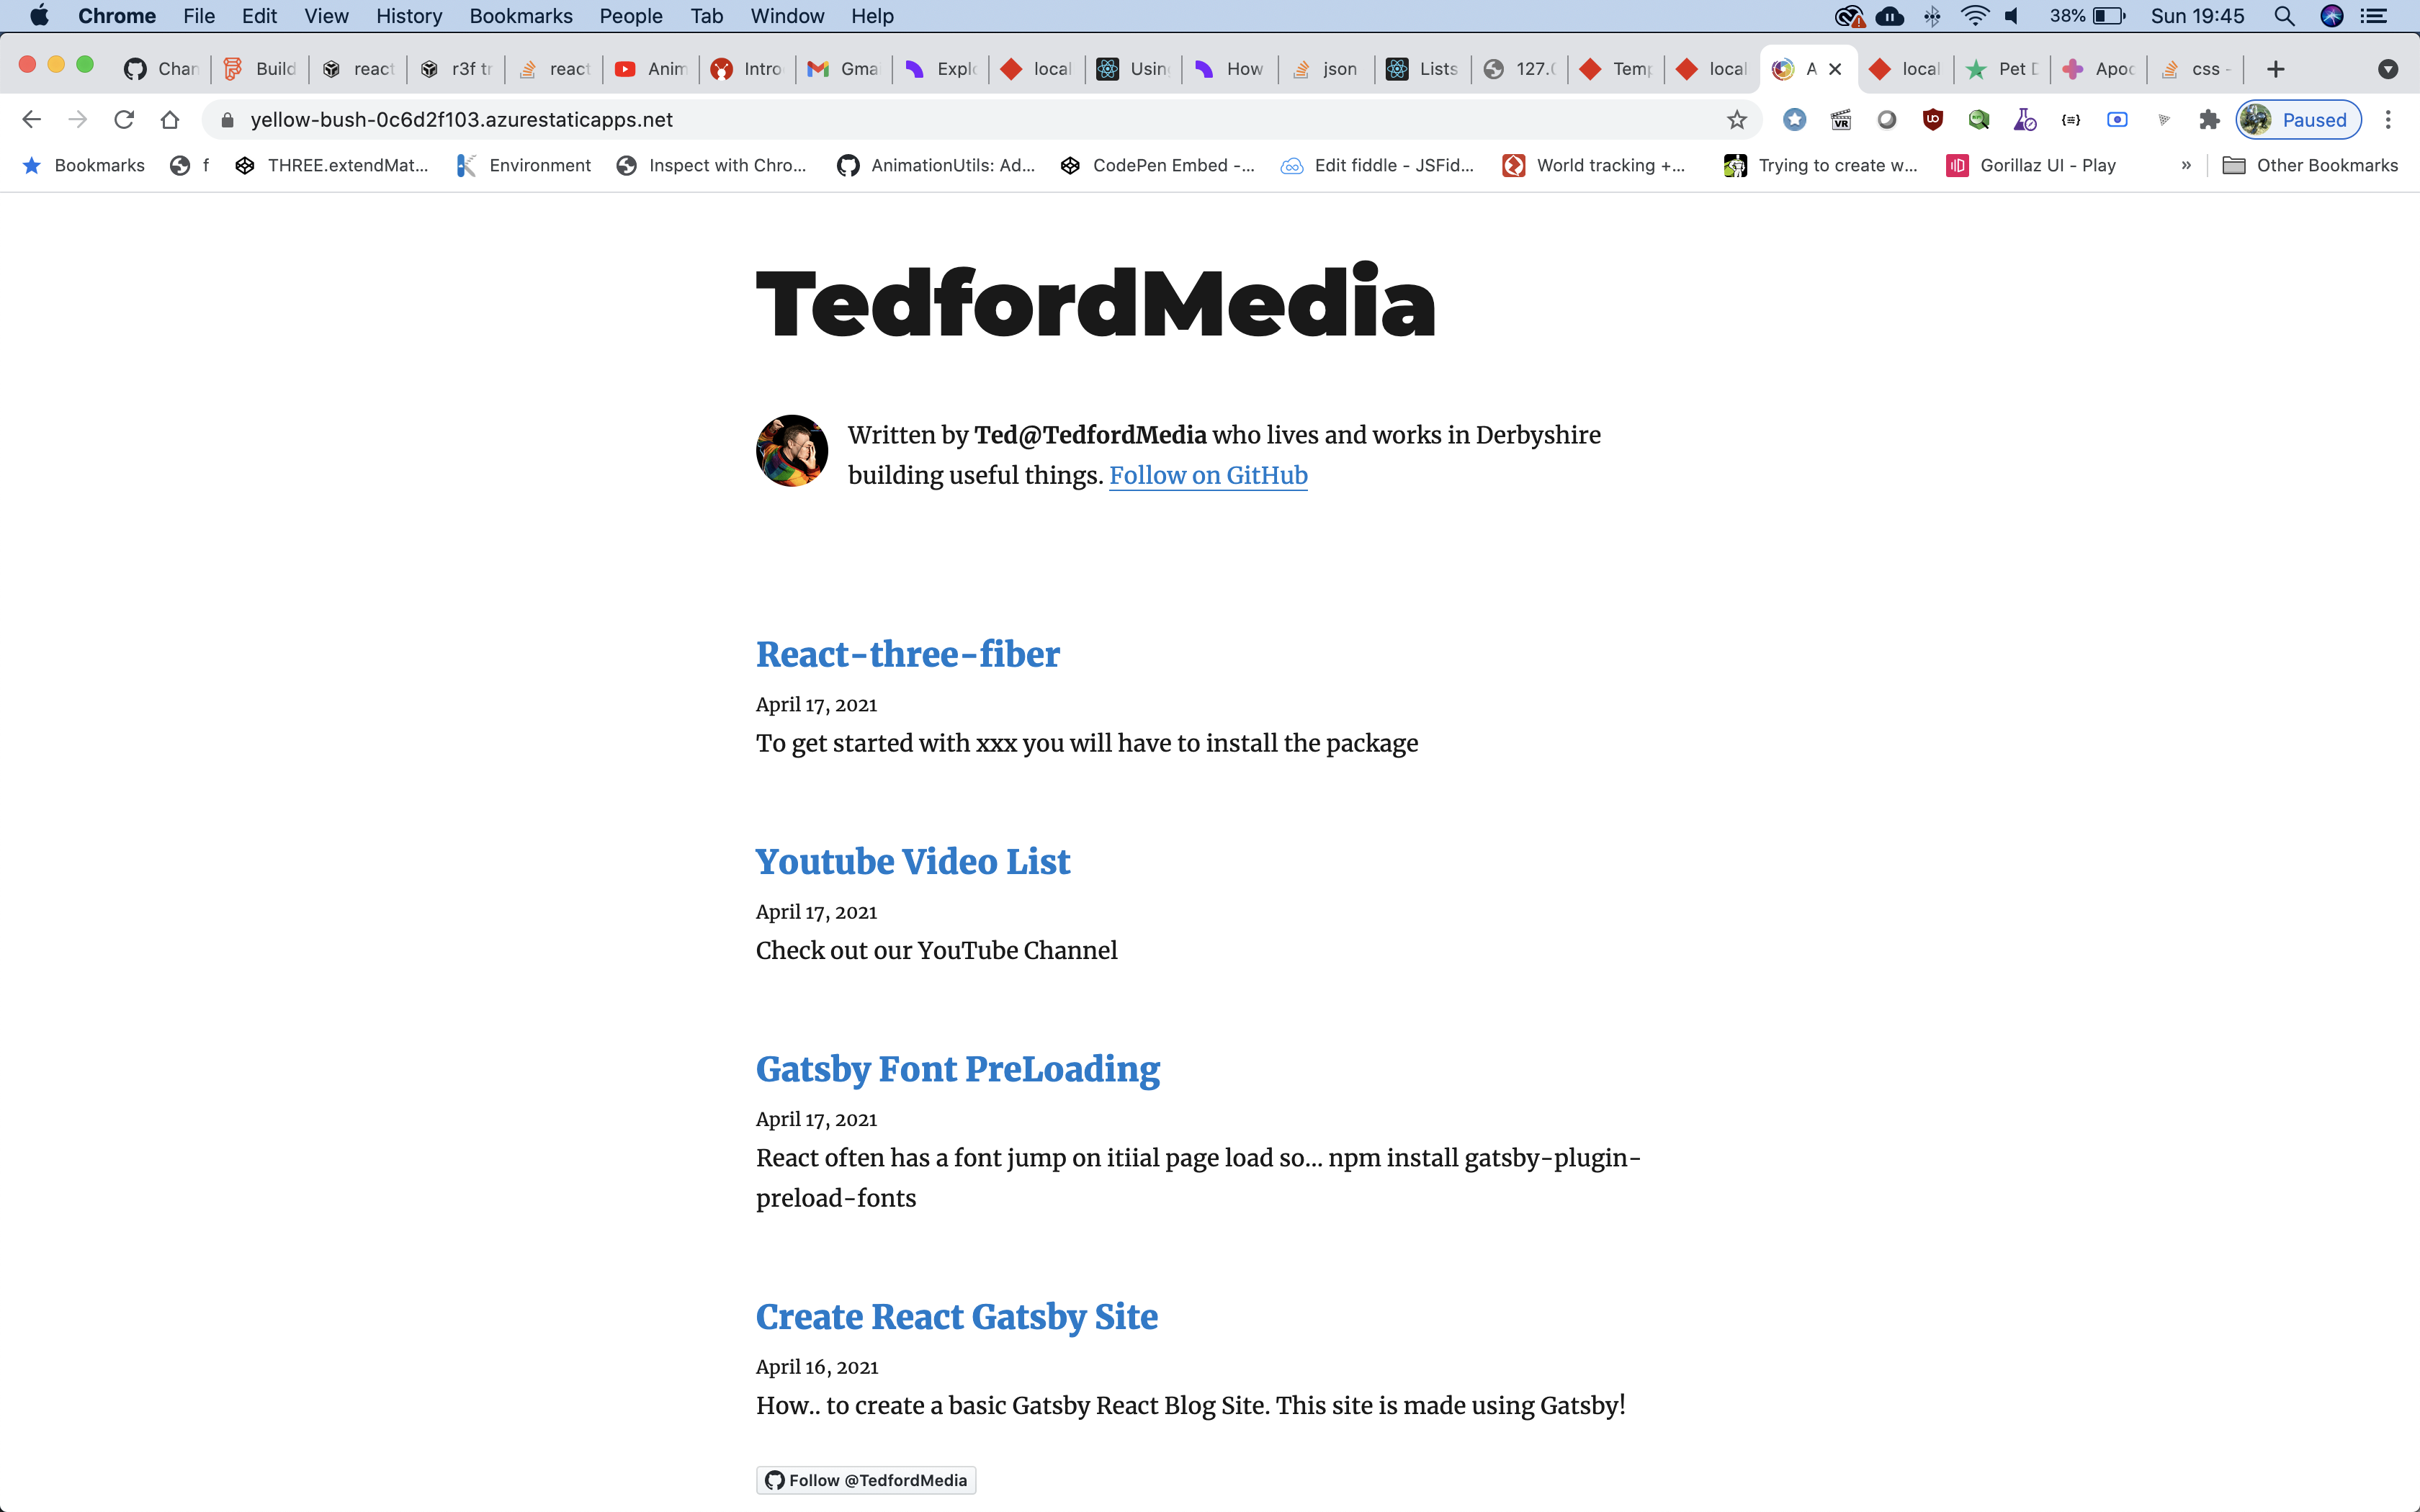 Chrome File Edit View History Bookmarks People Tab Window Help 38% Sun 19:45
Chan Build react r3f tr react Anim Intro Gma Explo local Using How json Lists 127.0 Temp local A local Pet D Apoc css -
yellow-bush-0c6d2f103.azurestaticapps.net Paused
Bookmarks f THREE.extendMat... Environment Inspect with Chro... AnimationUtils: Ad... CodePen Embed -... Edit fiddle - JSFid... World tracking +... Trying to create w... Gorillaz UI - Play » Other Bookmarks
TedfordMedia
Written by Ted@TedfordMedia who lives and works in Derbyshire
building useful things. Follow on GitHub
React-three-fiber
April 17, 2021
To get started with xxx you will have to install the package
Youtube Video List
April 17, 2021
Check out our YouTube Channel
Gatsby Font PreLoading
April 17, 2021
React often has a font jump on itiial page load so... npm install gatsby-plugin-
preload-fonts
Create React Gatsby Site
April 16, 2021
How.. to create a basic Gatsby React Blog Site. This site is made using Gatsby!
Follow @TedfordMedia